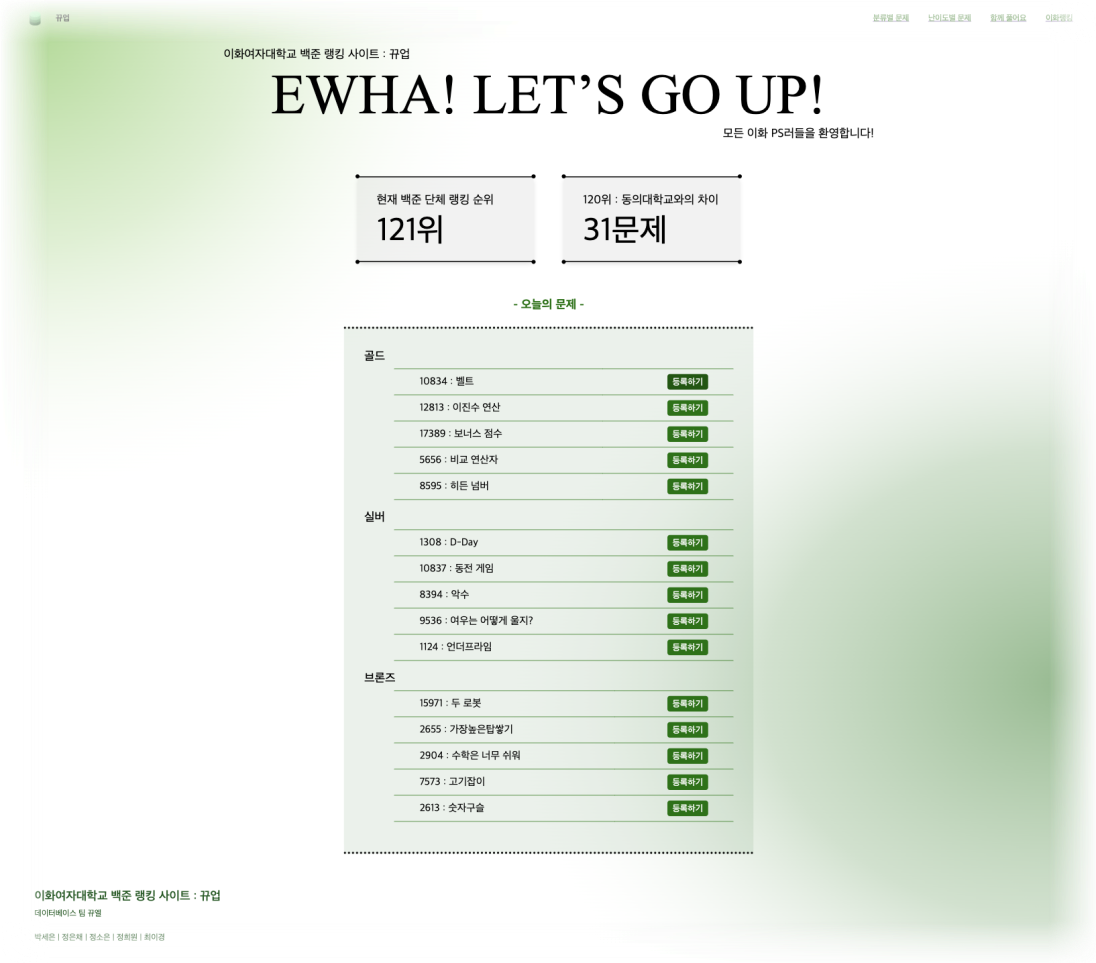 뀨업
분류별 문제 난이도별 문제 함께 풀어요 이화랭킹
이화여자대학교 백준 랭킹 사이트 : 뀨업
EWHA! LET’S GO UP!
모든 이화 PS러들을 환영합니다!
현재 백준 단체 랭킹 순위
121위
120위 : 동의대학교와의 차이
31문제
- 오늘의 문제 -
골드
10834 : 벨트 등록하기
12813 : 이진수 연산 등록하기
17389 : 보너스 점수 등록하기
5656 : 비교 연산자 등록하기
8595 : 히든 넘버 등록하기
실버
1308 : D-Day 등록하기
10837 : 동전 게임 등록하기
8394 : 악수 등록하기
9536 : 여우는 어떻게 울지? 등록하기
1124 : 언더프라임 등록하기
브론즈
15971 : 두 로봇 등록하기
2655 : 가장높은탑쌓기 등록하기
2904 : 수학은 너무 쉬워 등록하기
7573 : 고기잡이 등록하기
2613 : 숫자구슬 등록하기
이화여자대학교 백준 랭킹 사이트 : 뀨업
데이터베이스 팀 뀨엘
박세은 | 정은채 | 정소은 | 정희원 | 최이경